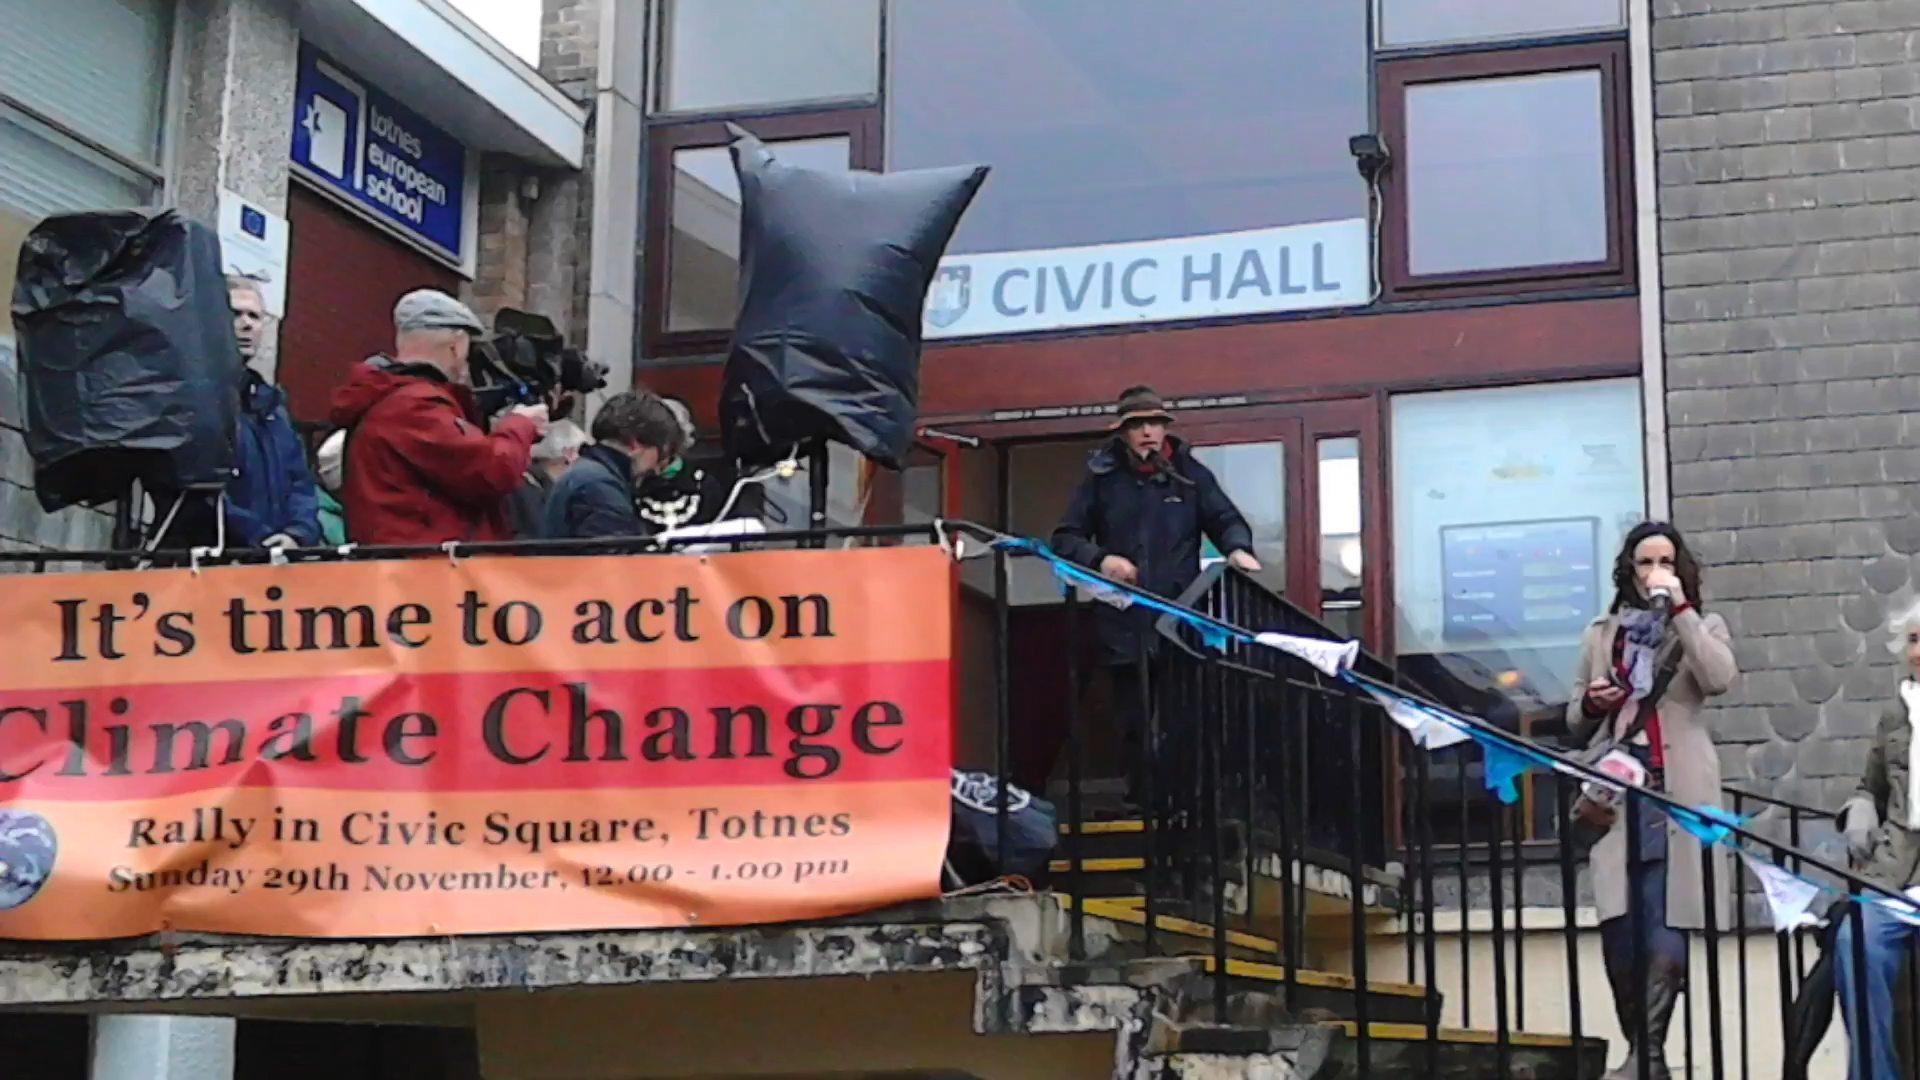 totnes
european
school
CIVIC HALL
It's time to act on
Climate Change
Rally in Civic Square, Totnes
Sunday 29th November, 12.00 - 1.00 pm